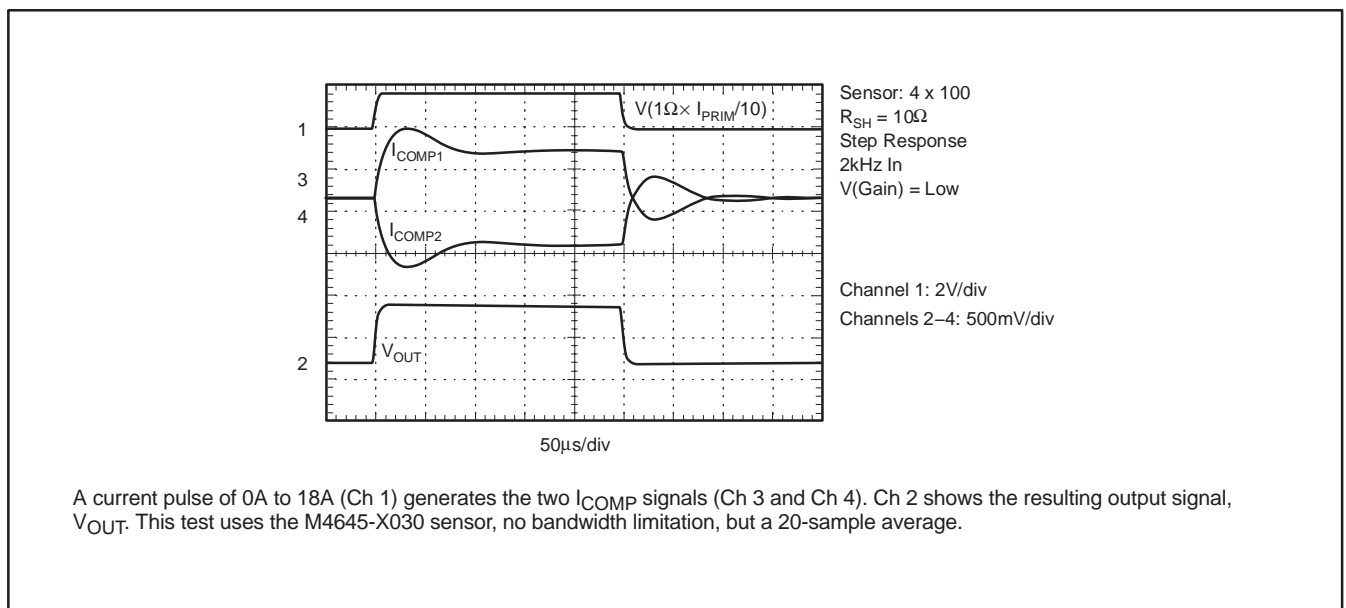 V(1Ω× I_PRIM/10)
1
I_COMP1
3
4
I_COMP2
V_OUT
2
50μs/div
Sensor: 4 x 100
R_SH = 10Ω
Step Response
2kHz In
V(Gain) = Low
Channel 1: 2V/div
Channels 2−4: 500mV/div
A current pulse of 0A to 18A (Ch 1) generates the two I_COMP signals (Ch 3 and Ch 4). Ch 2 shows the resulting output signal,
V_OUT. This test uses the M4645-X030 sensor, no bandwidth limitation, but a 20-sample average.